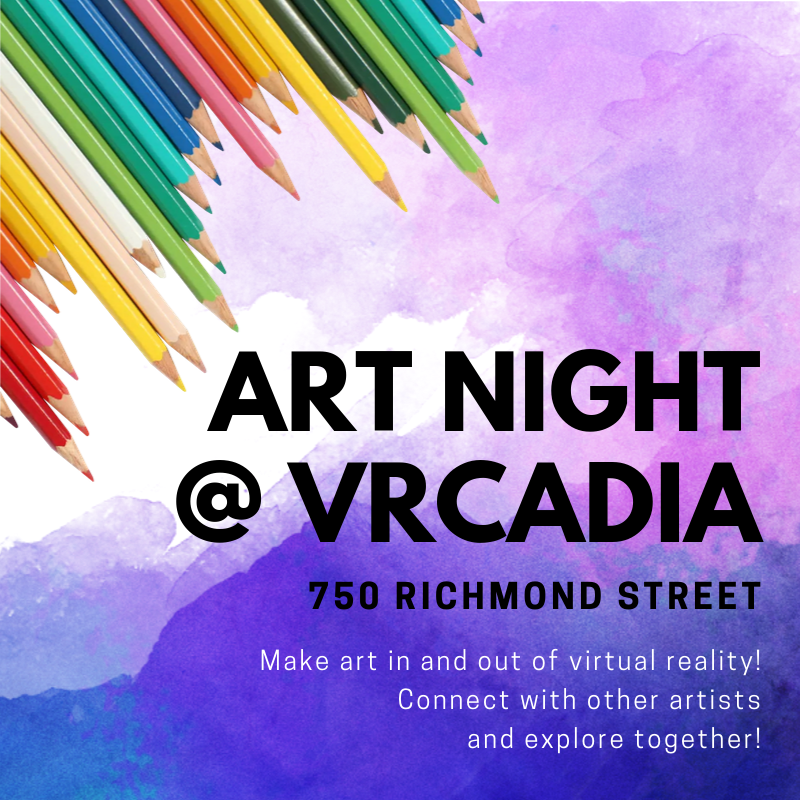 ART NIGHT
@ VRCADIA
750 RICHMOND STREET
Make art in and out of virtual reality!
Connect with other artists
and explore together!